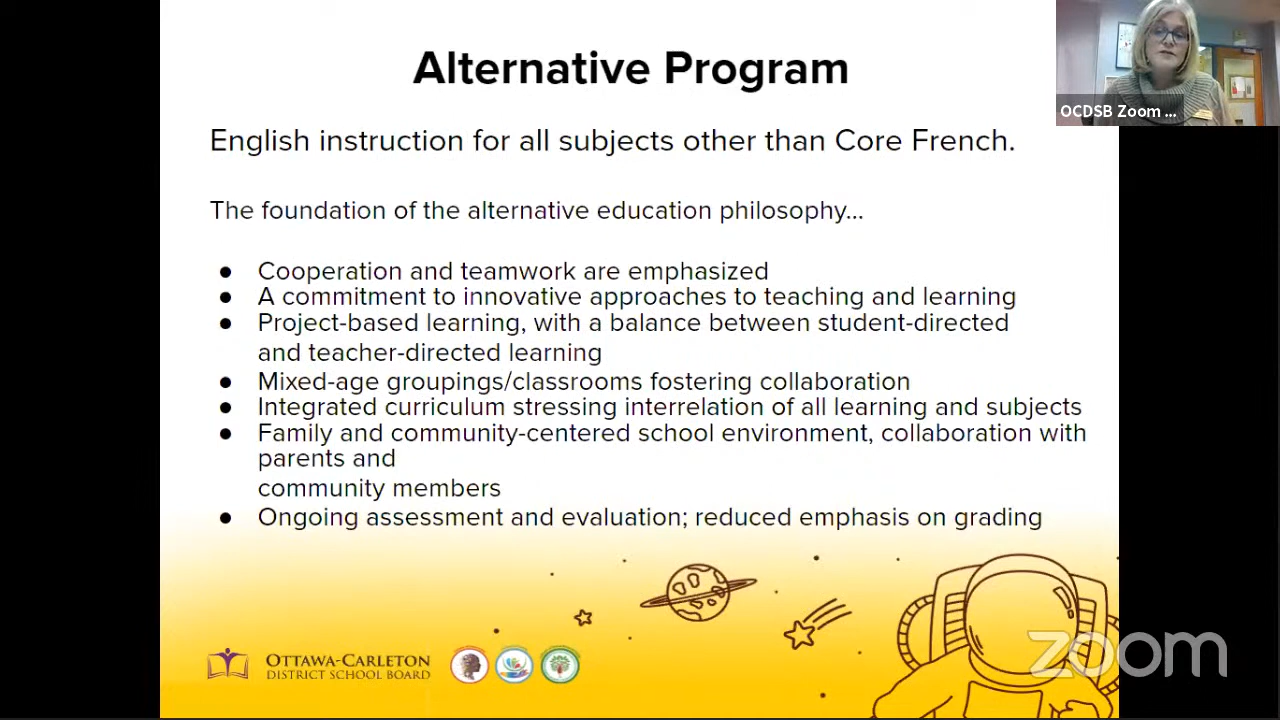 Alternative Program
OCDSB Zoom ...
English instruction for all subjects other than Core French.
The foundation of the alternative education philosophy...
● Cooperation and teamwork are emphasized
● A commitment to innovative approaches to teaching and learning
● Project-based learning, with a balance between student-directed
and teacher-directed learning
● Mixed-age groupings/classrooms fostering collaboration
● Integrated curriculum stressing interrelation of all learning and subjects
● Family and community-centered school environment, collaboration with
parents and
community members
● Ongoing assessment and evaluation; reduced emphasis on grading
OTTAWA-CARLETON
DISTRICT SCHOOL BOARD
zoom